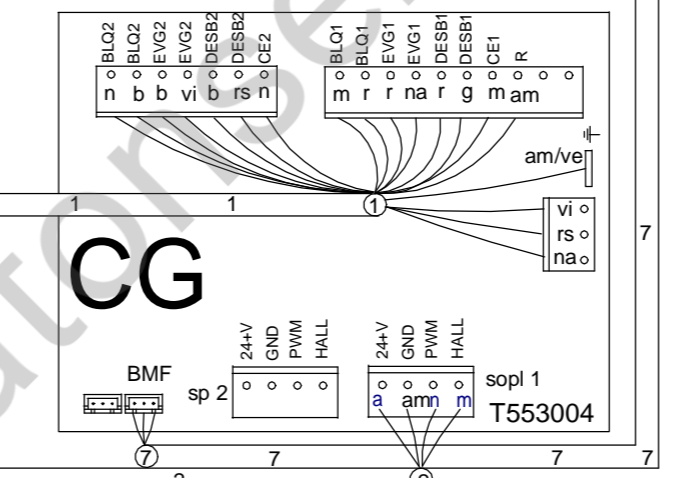 BLQ2 BLQ2 EVG2 EVG2 DESB2 DESB2 CE2
n b b vi b rs n
BLQ1 BLQ1 EVG1 EVG1 DESB1 DESB1 CE1 R
m r r na r g m am
am/ve
1 1 1
vi
rs
na
7
CG
24+V GND PWM HALL
sp 2
24+V GND PWM HALL
a am n m
sopl 1
BMF
T553004
7 7 7 7